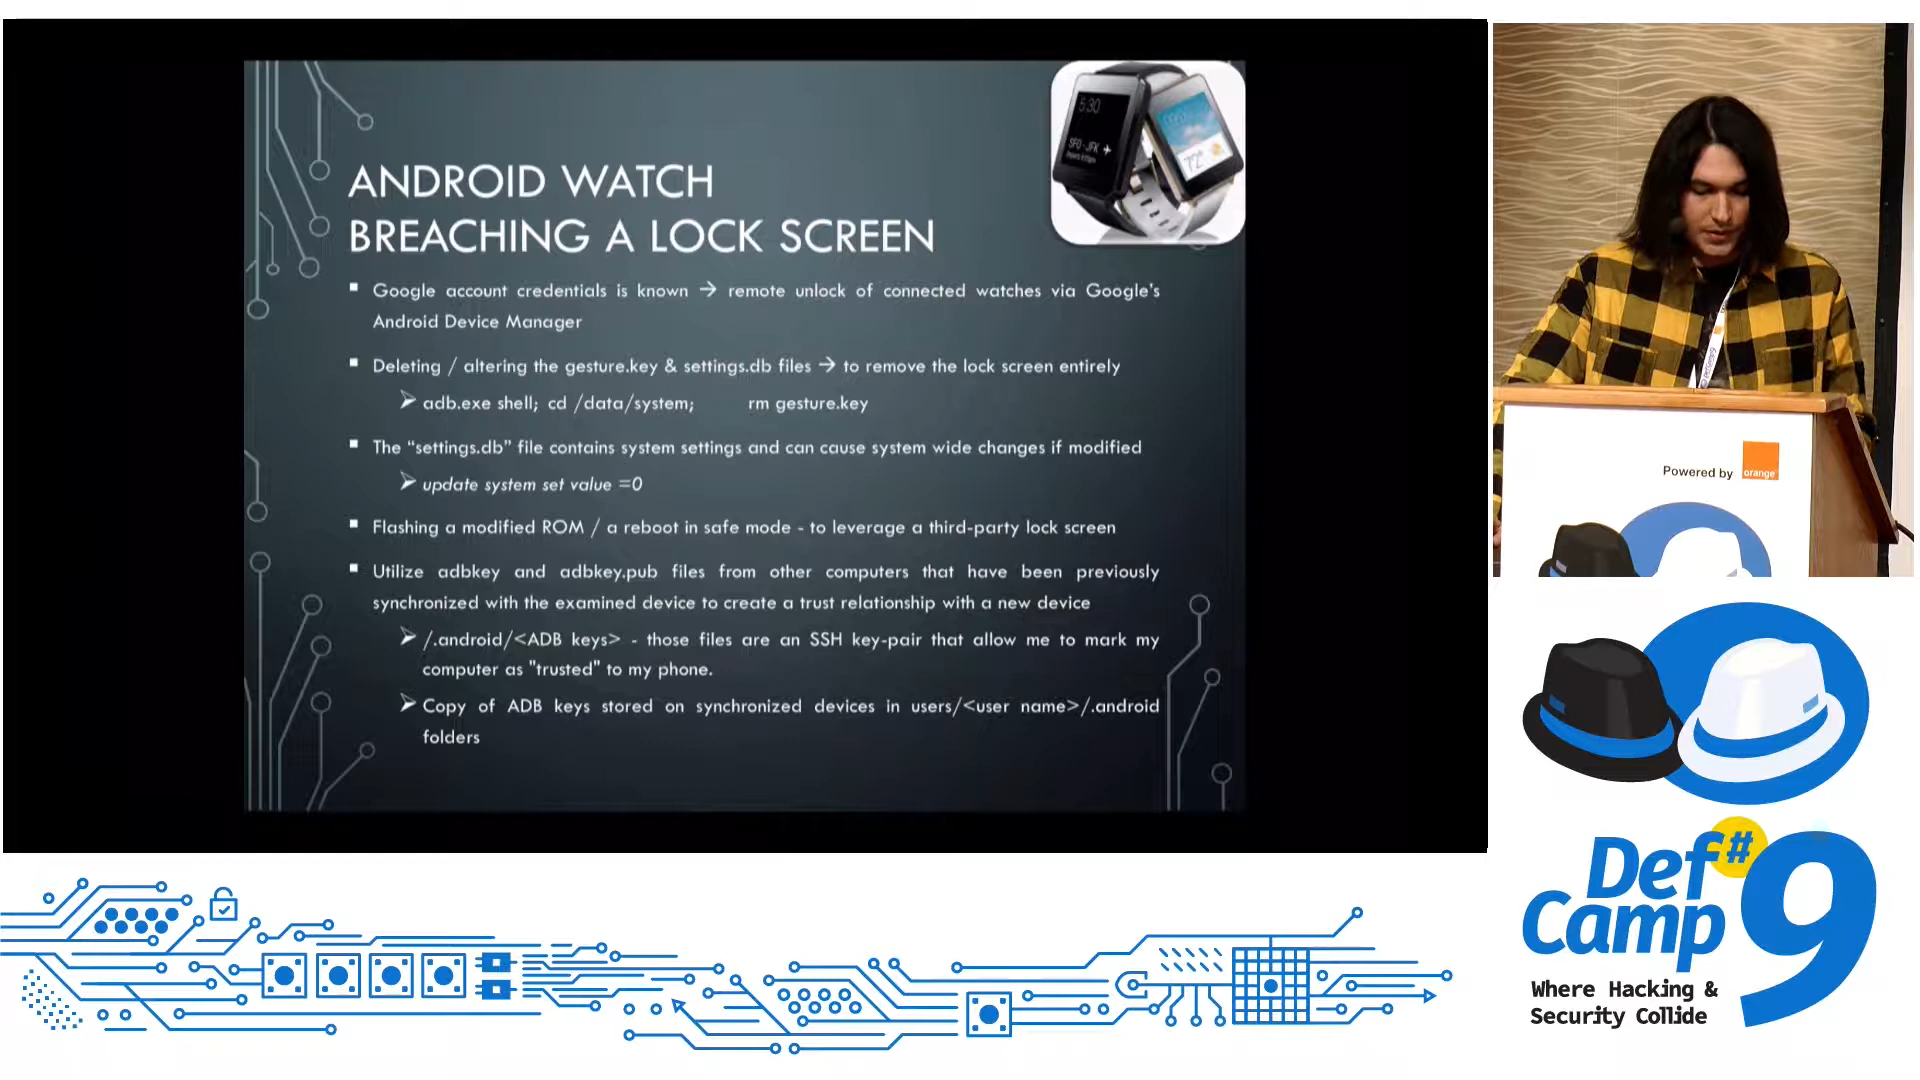 ANDROID WATCH
BREACHING A LOCK SCREEN
▪ Google account credentials is known → remote unlock of connected watches via Google's
Android Device Manager
▪ Deleting / altering the gesture.key & settings.db files → to remove the lock screen entirely
➤ adb.exe shell; cd /data/system; rm gesture.key
▪ The “settings.db” file contains system settings and can cause system wide changes if modified
➤ update system set value =0
▪ Flashing a modified ROM / a reboot in safe mode - to leverage a third-party lock screen
▪ Utilize adbkey and adbkey.pub files from other computers that have been previously
synchronized with the examined device to create a trust relationship with a new device
➤ /.android/<ADB keys> - those files are an SSH key-pair that allow me to mark my
computer as "trusted" to my phone.
➤ Copy of ADB keys stored on synchronized devices in users/<user name>/.android
folders
5:30
SFO - JFK
72°
Powered by
orange
Def # 9
Camp
Where Hacking &
Security Collide